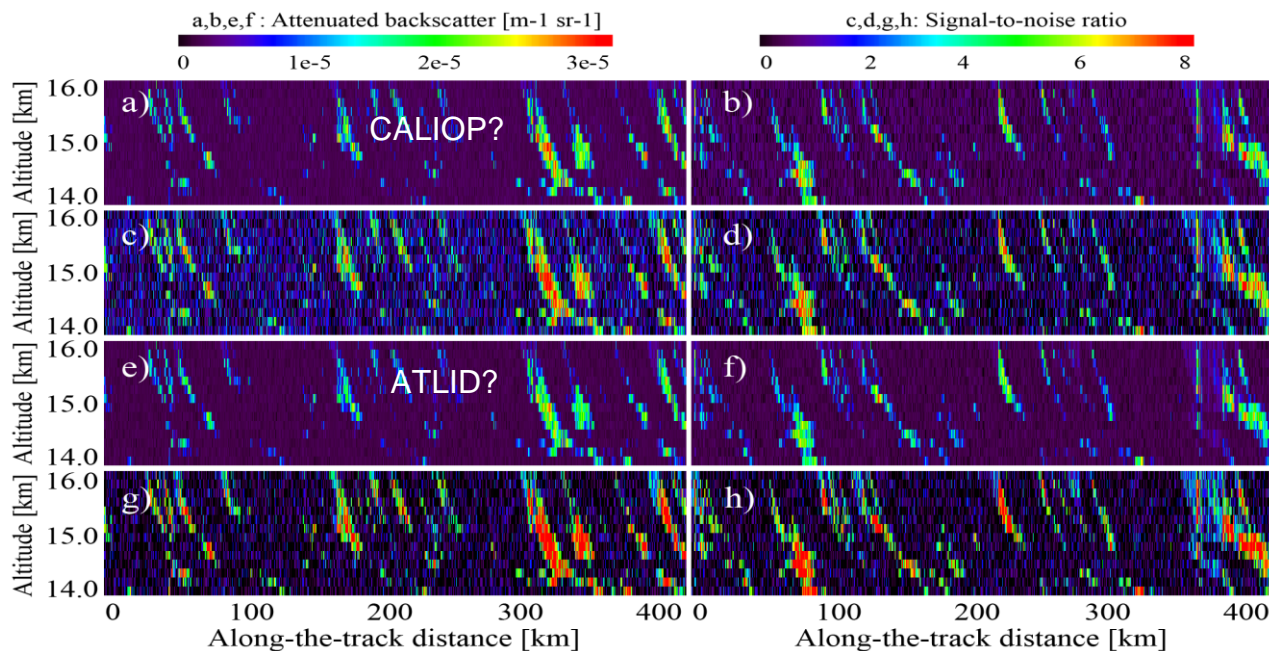 a,b,e,f : Attenuated backscatter [m-1 sr-1]
c,d,g,h: Signal-to-noise ratio
0 1e-5 2e-5 3e-5
0 2 4 6 8
16.0
15.0
14.0
Altitude [km]
a)
CALIOP?
b)
16.0
15.0
14.0
Altitude [km]
c)
d)
16.0
15.0
14.0
Altitude [km]
e)
ATLID?
f)
16.0
15.0
14.0
Altitude [km]
g)
h)
0 100 200 300 400
0 100 200 300 400
Along-the-track distance [km]
Along-the-track distance [km]